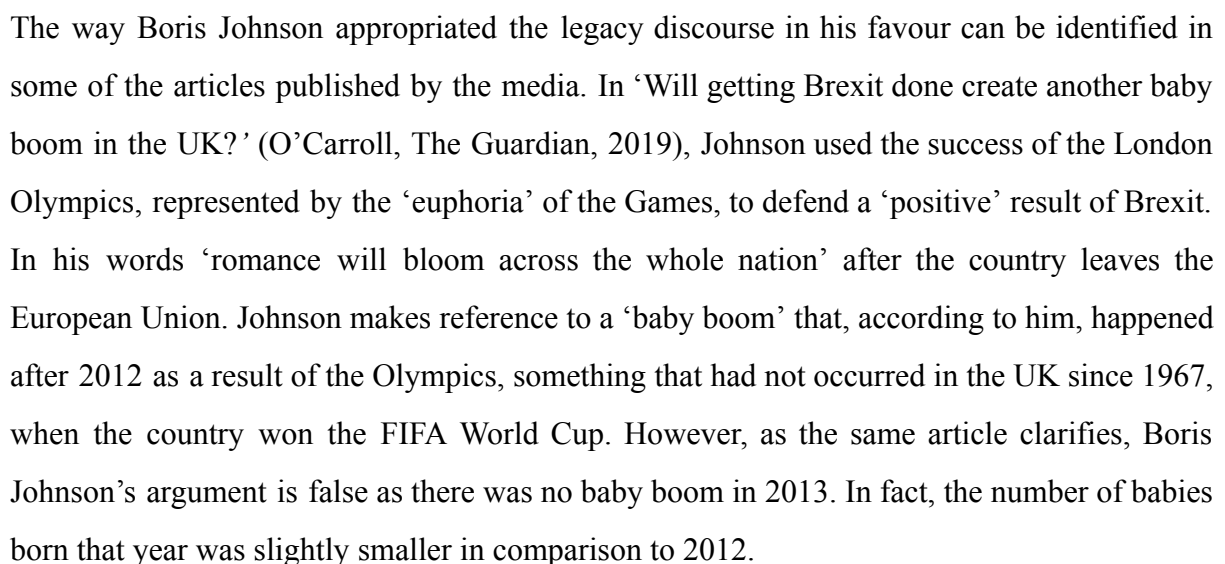 The way Boris Johnson appropriated the legacy discourse in his favour can be identified in
some of the articles published by the media. In ‘Will getting Brexit done create another baby
boom in the UK?’ (O’Carroll, The Guardian, 2019), Johnson used the success of the London
Olympics, represented by the ‘euphoria’ of the Games, to defend a ‘positive’ result of Brexit.
In his words ‘romance will bloom across the whole nation’ after the country leaves the
European Union. Johnson makes reference to a ‘baby boom’ that, according to him, happened
after 2012 as a result of the Olympics, something that had not occurred in the UK since 1967,
when the country won the FIFA World Cup. However, as the same article clarifies, Boris
Johnson’s argument is false as there was no baby boom in 2013. In fact, the number of babies
born that year was slightly smaller in comparison to 2012.